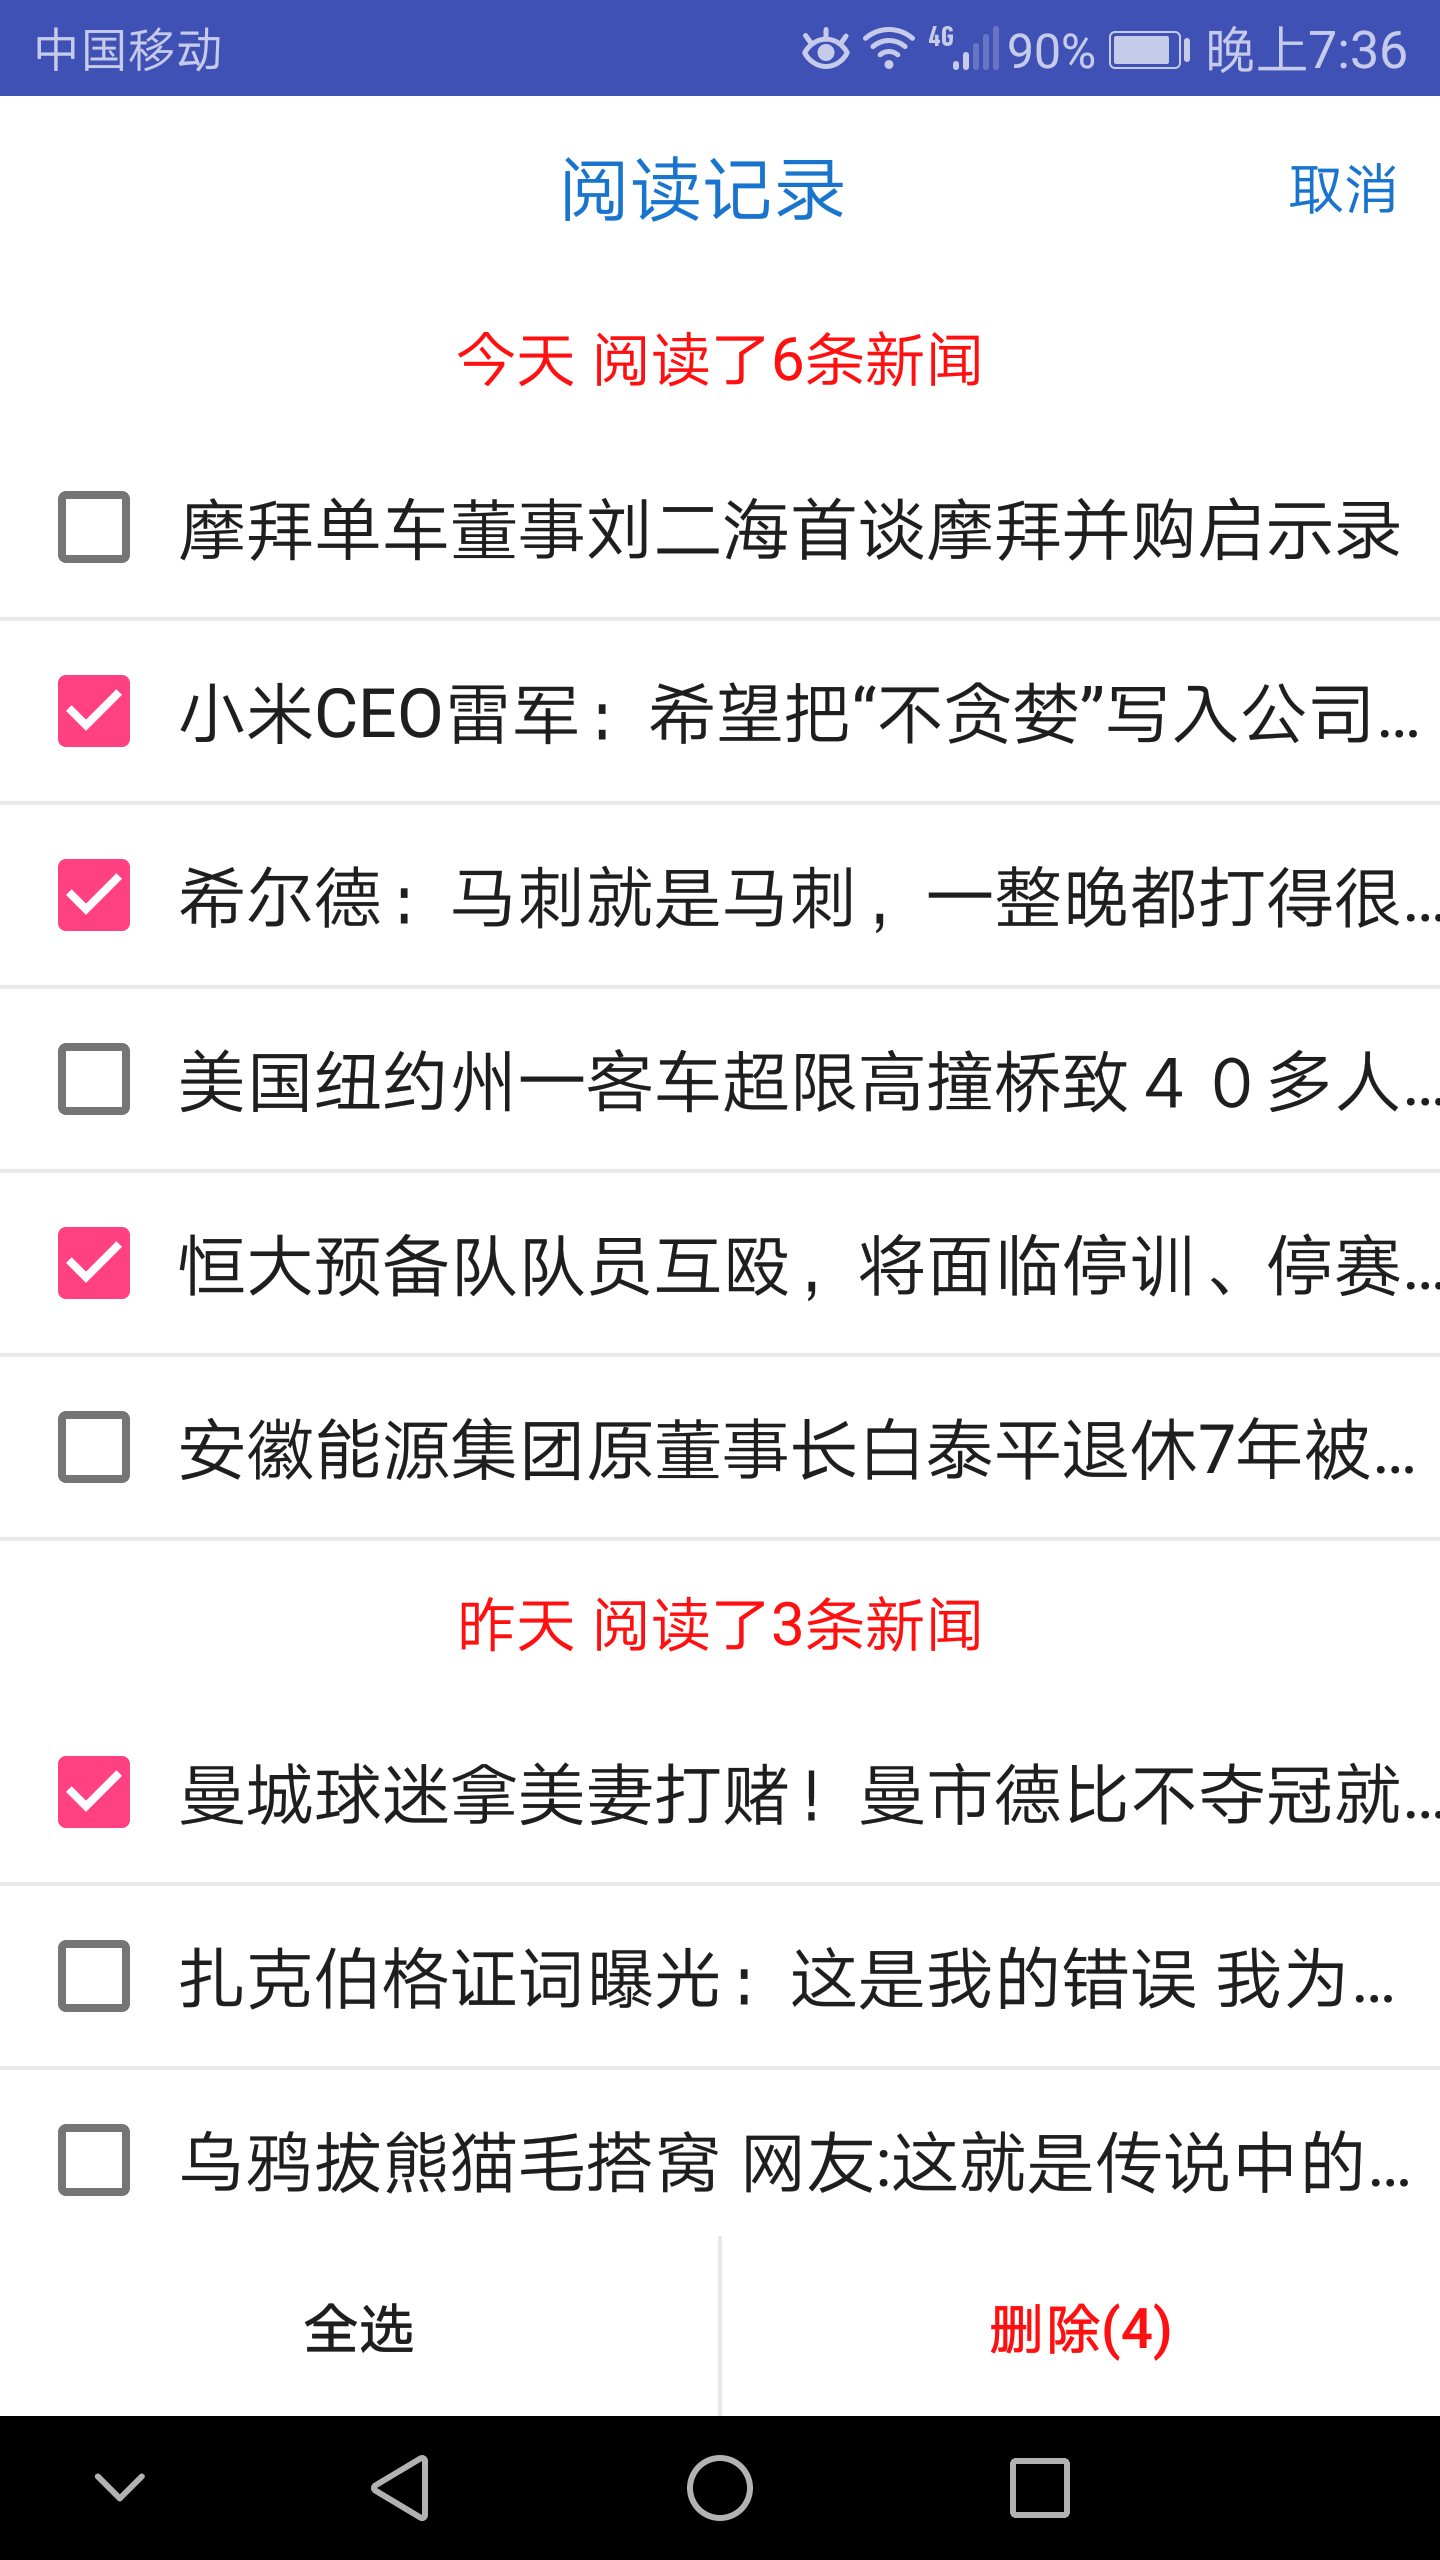 中国移动 4G 90% 晚上7:36
阅读记录 取消
今天 阅读了6条新闻
摩拜单车董事刘二海首谈摩拜并购启示录
小米CEO雷军：希望把“不贪婪”写入公司...
希尔德：马刺就是马刺，一整晚都打得很...
美国纽约州一客车超限高撞桥致４０多人...
恒大预备队队员互殴，将面临停训、停赛...
安徽能源集团原董事长白泰平退休7年被...
昨天 阅读了3条新闻
曼城球迷拿美妻打赌！曼市德比不夺冠就...
扎克伯格证词曝光：这是我的错误 我为...
乌鸦拔熊猫毛搭窝 网友:这就是传说中的...
全选 删除(4)